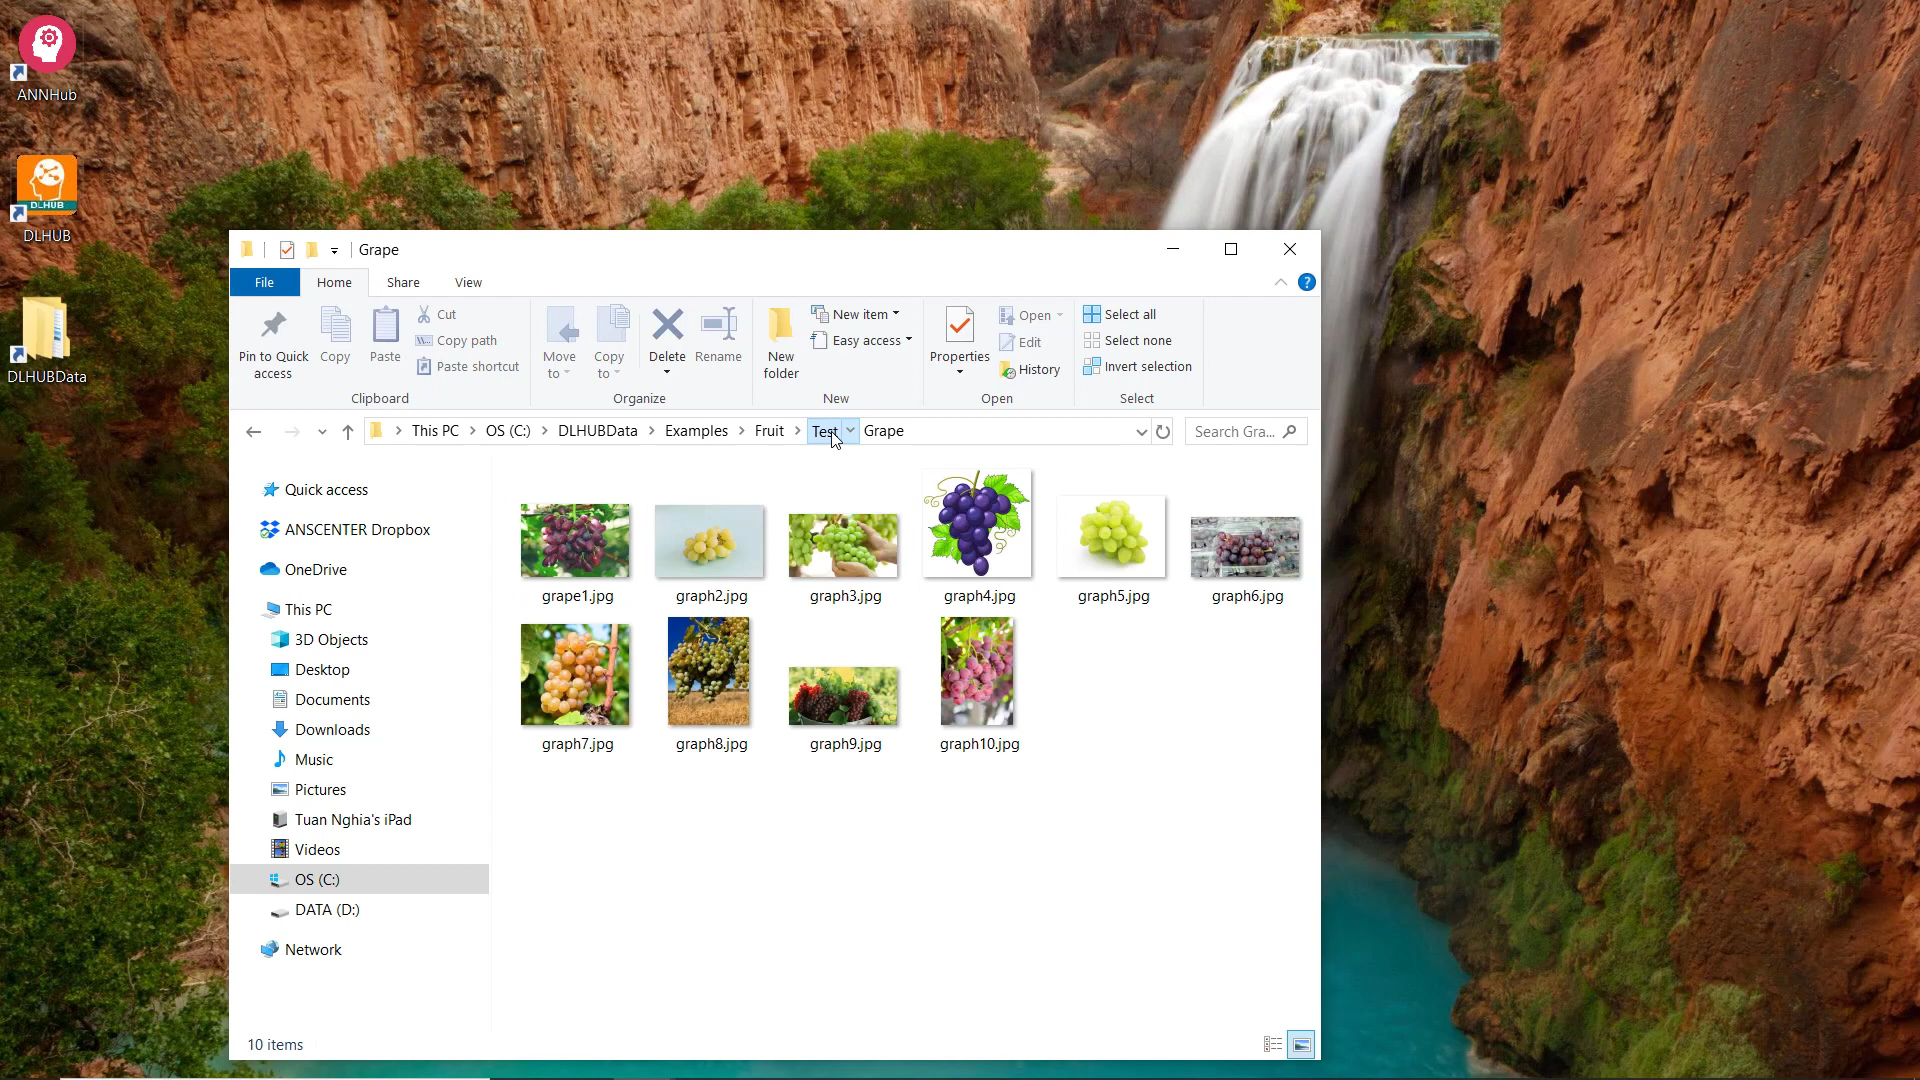 ANNHub
DLHUB
DLHUB
DLHUBData
Grape
File Home Share View
Pin to Quick access
Copy
Paste
Cut
Copy path
Paste shortcut
Clipboard
Move to
Copy to
Delete
Rename
Organize
New folder
New item
Easy access
New
Properties
Open
Edit
History
Open
Select all
Select none
Invert selection
Select
This PC OS (C:) DLHUBData Examples Fruit Test Grape
Search Gra...
Quick access
ANSCENTER Dropbox
OneDrive
This PC
3D Objects
Desktop
Documents
Downloads
Music
Pictures
Tuan Nghia's iPad
Videos
OS (C:)
DATA (D:)
Network
grape1.jpg graph2.jpg graph3.jpg graph4.jpg graph5.jpg graph6.jpg
graph7.jpg graph8.jpg graph9.jpg graph10.jpg
10 items